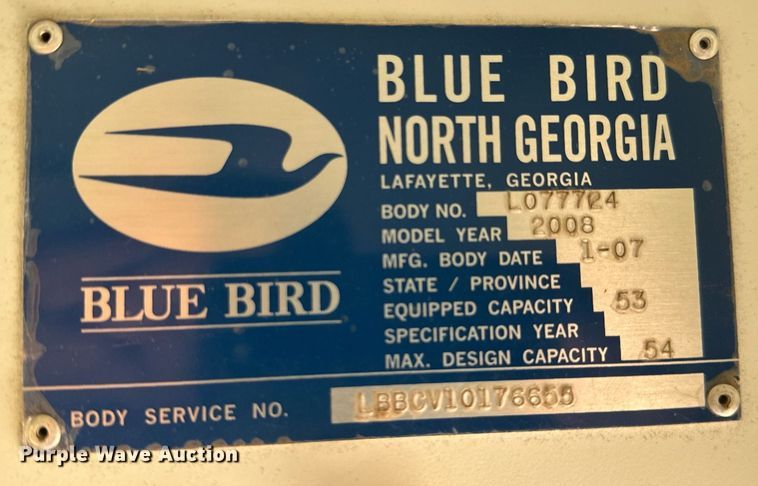 BLUE BIRD
NORTH GEORGIA
LAFAYETTE, GEORGIA
BODY NO. L077724
MODEL YEAR 2008
MFG. BODY DATE 1-07
STATE / PROVINCE
EQUIPPED CAPACITY 53
SPECIFICATION YEAR
MAX. DESIGN CAPACITY 54
BLUE BIRD
BODY SERVICE NO. LBBCV10176655
Purple Wave Auction